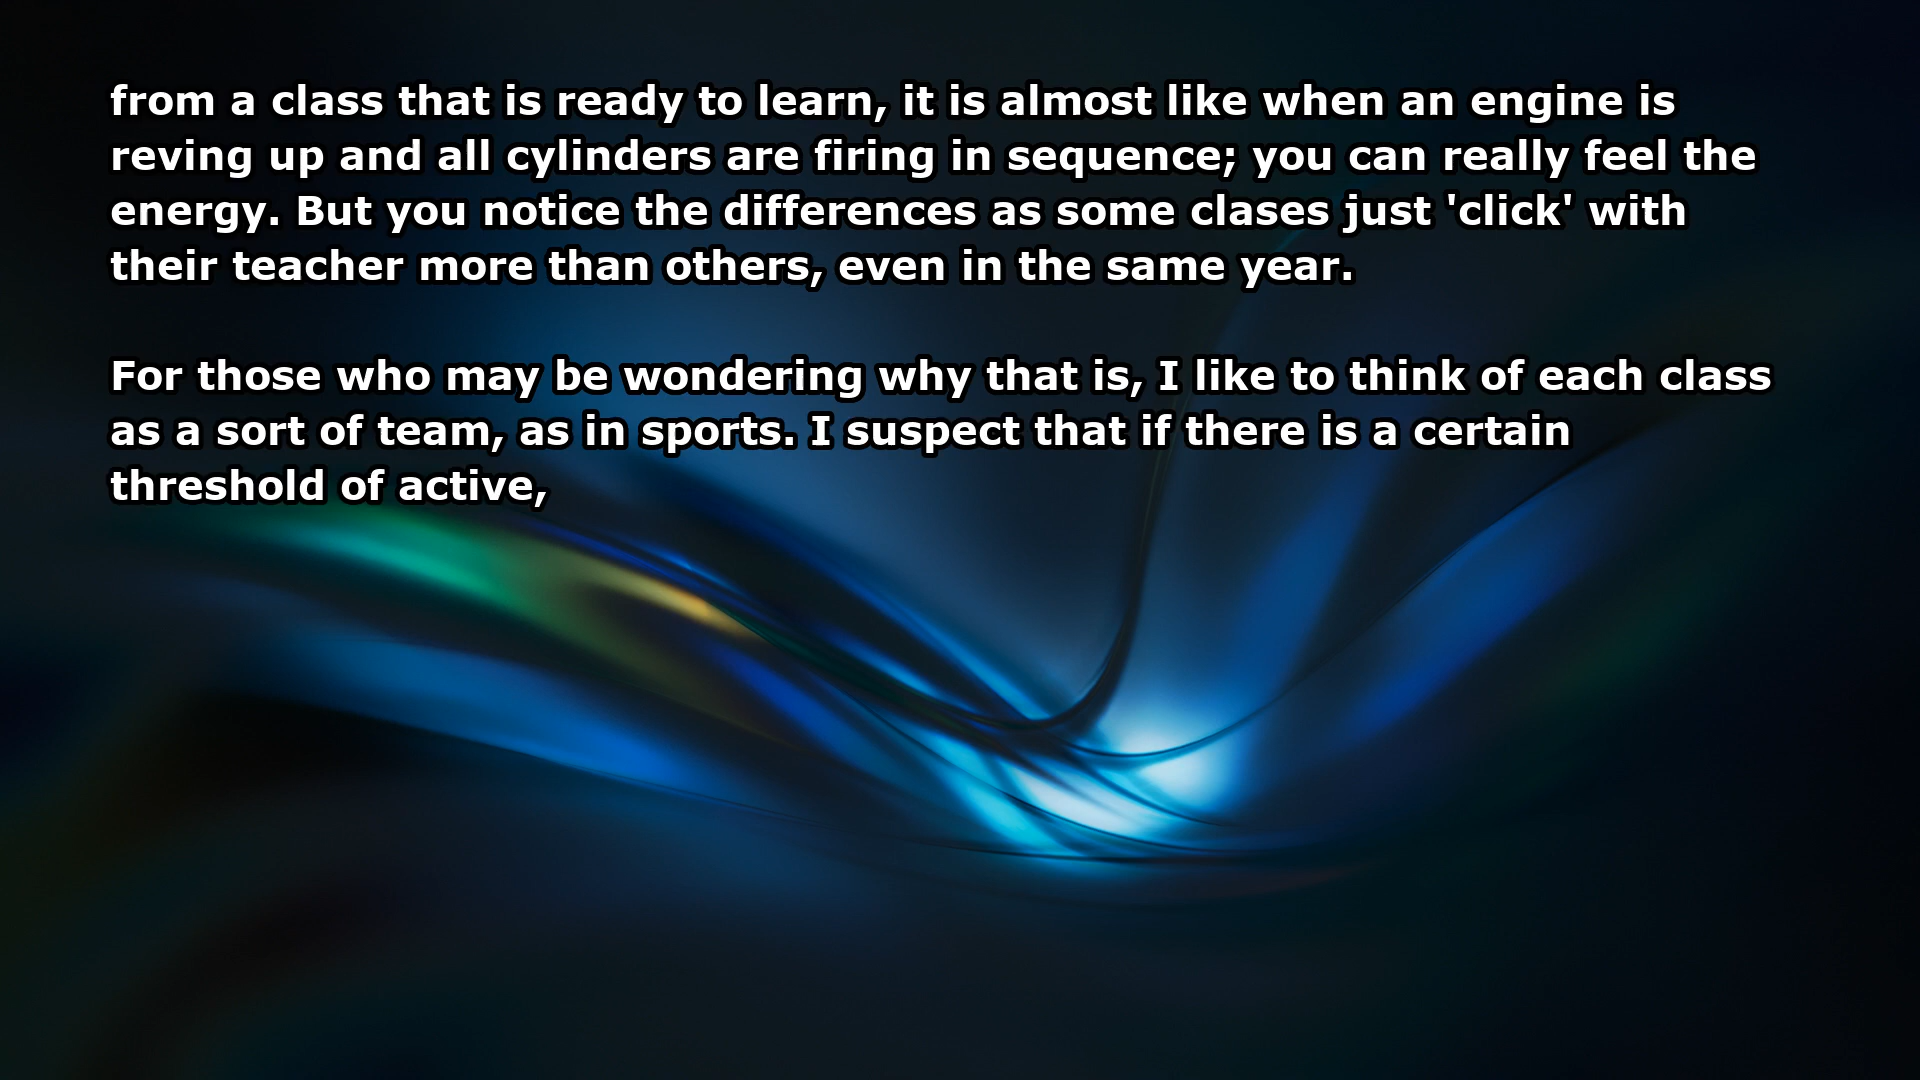 from a class that is ready to learn, it is almost like when an engine is
reving up and all cylinders are firing in sequence; you can really feel the
energy. But you notice the differences as some clases just 'click' with
their teacher more than others, even in the same year.
For those who may be wondering why that is, I like to think of each class
as a sort of team, as in sports. I suspect that if there is a certain
threshold of active,